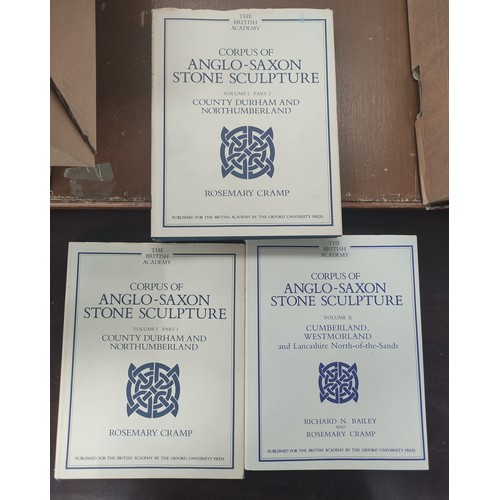 THE
BRITISH
ACADEMY
CORPUS OF
ANGLO-SAXON
STONE SCULPTURE
VOLUME I PART 2
COUNTY DURHAM AND
NORTHUMBERLAND
ROSEMARY CRAMP
PUBLISHED FOR THE BRITISH ACADEMY BY THE OXFORD UNIVERSITY PRESS
THE
BRITISH
ACADEMY
CORPUS OF
ANGLO-SAXON
STONE SCULPTURE
VOLUME I PART 1
COUNTY DURHAM AND
NORTHUMBERLAND
ROSEMARY CRAMP
PUBLISHED FOR THE BRITISH ACADEMY BY THE OXFORD UNIVERSITY PRESS
THE
BRITISH
ACADEMY
CORPUS OF
ANGLO-SAXON
STONE SCULPTURE
VOLUME II
CUMBERLAND,
WESTMORLAND
and Lancashire North-of-the-Sands
RICHARD N. BAILEY
AND
ROSEMARY CRAMP
PUBLISHED FOR THE BRITISH ACADEMY BY THE OXFORD UNIVERSITY PRESS